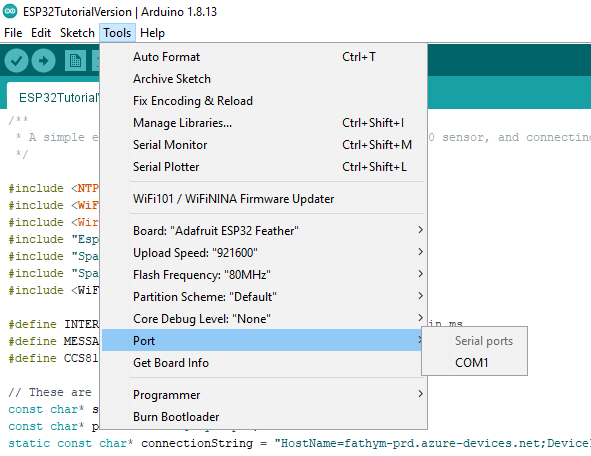 ESP32TutorialVersion | Arduino 1.8.13
File Edit Sketch Tools Help
Auto Format Ctrl+T
Archive Sketch
Fix Encoding & Reload
Manage Libraries... Ctrl+Shift+I
Serial Monitor Ctrl+Shift+M
Serial Plotter Ctrl+Shift+L
WiFi101 / WiFiNINA Firmware Updater
Board: "Adafruit ESP32 Feather"
Upload Speed: "921600"
Flash Frequency: "80MHz"
Partition Scheme: "Default"
Core Debug Level: "None"
Port
Get Board Info
Programmer
Burn Bootloader
Serial ports
COM1
ESP32Tutorial
/**
* A simple e 0 sensor, and connectin
*/
#include <NTP
#include <WiF
#include <Wir
#include "Esp
#include "Spa
#include "Spa
#include <WiF
#define INTER in ms
#define MESSA
#define CCS81
// These are
const char* s
const char* p
static const char* connectionString = "HostName=fathym-prd.azure-devices.net;Device